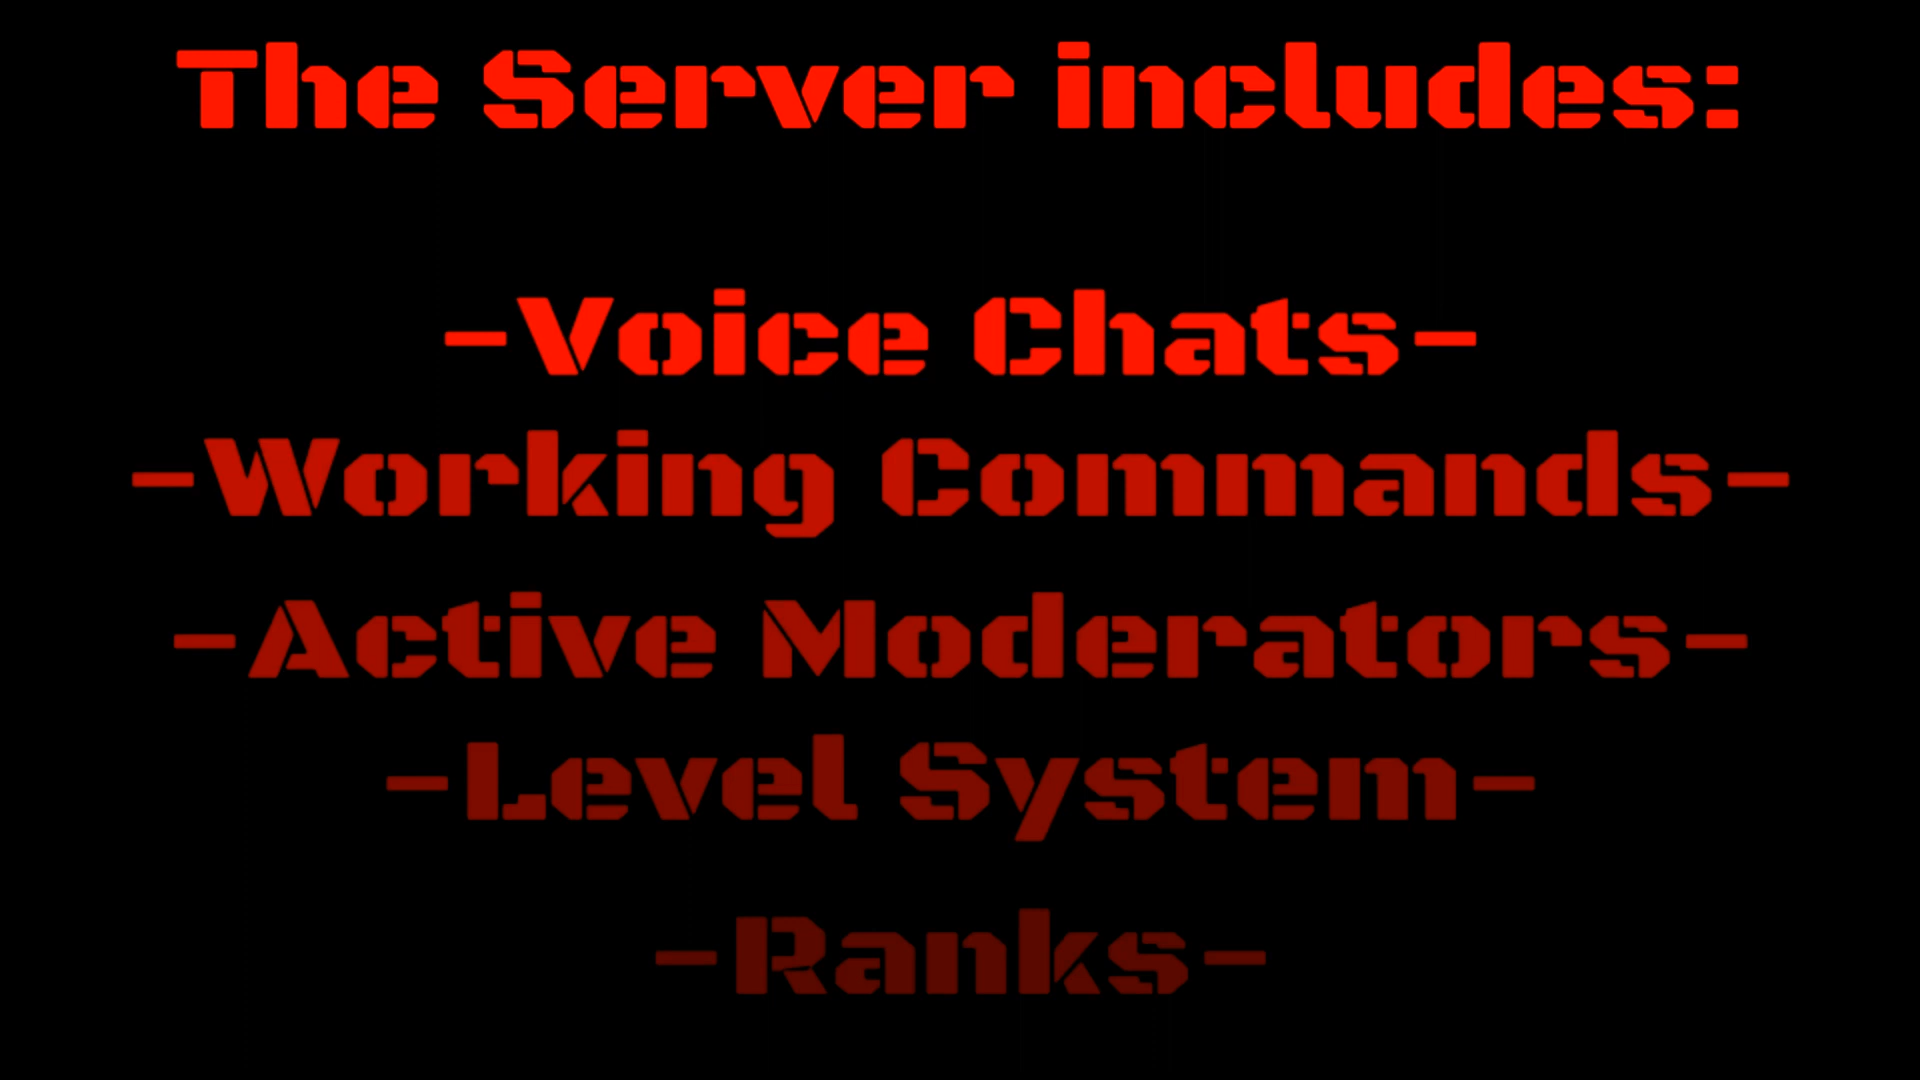 The Server includes:
-Voice Chats-
-Working Commands-
-Active Moderators-
-Level System-
-Ranks-